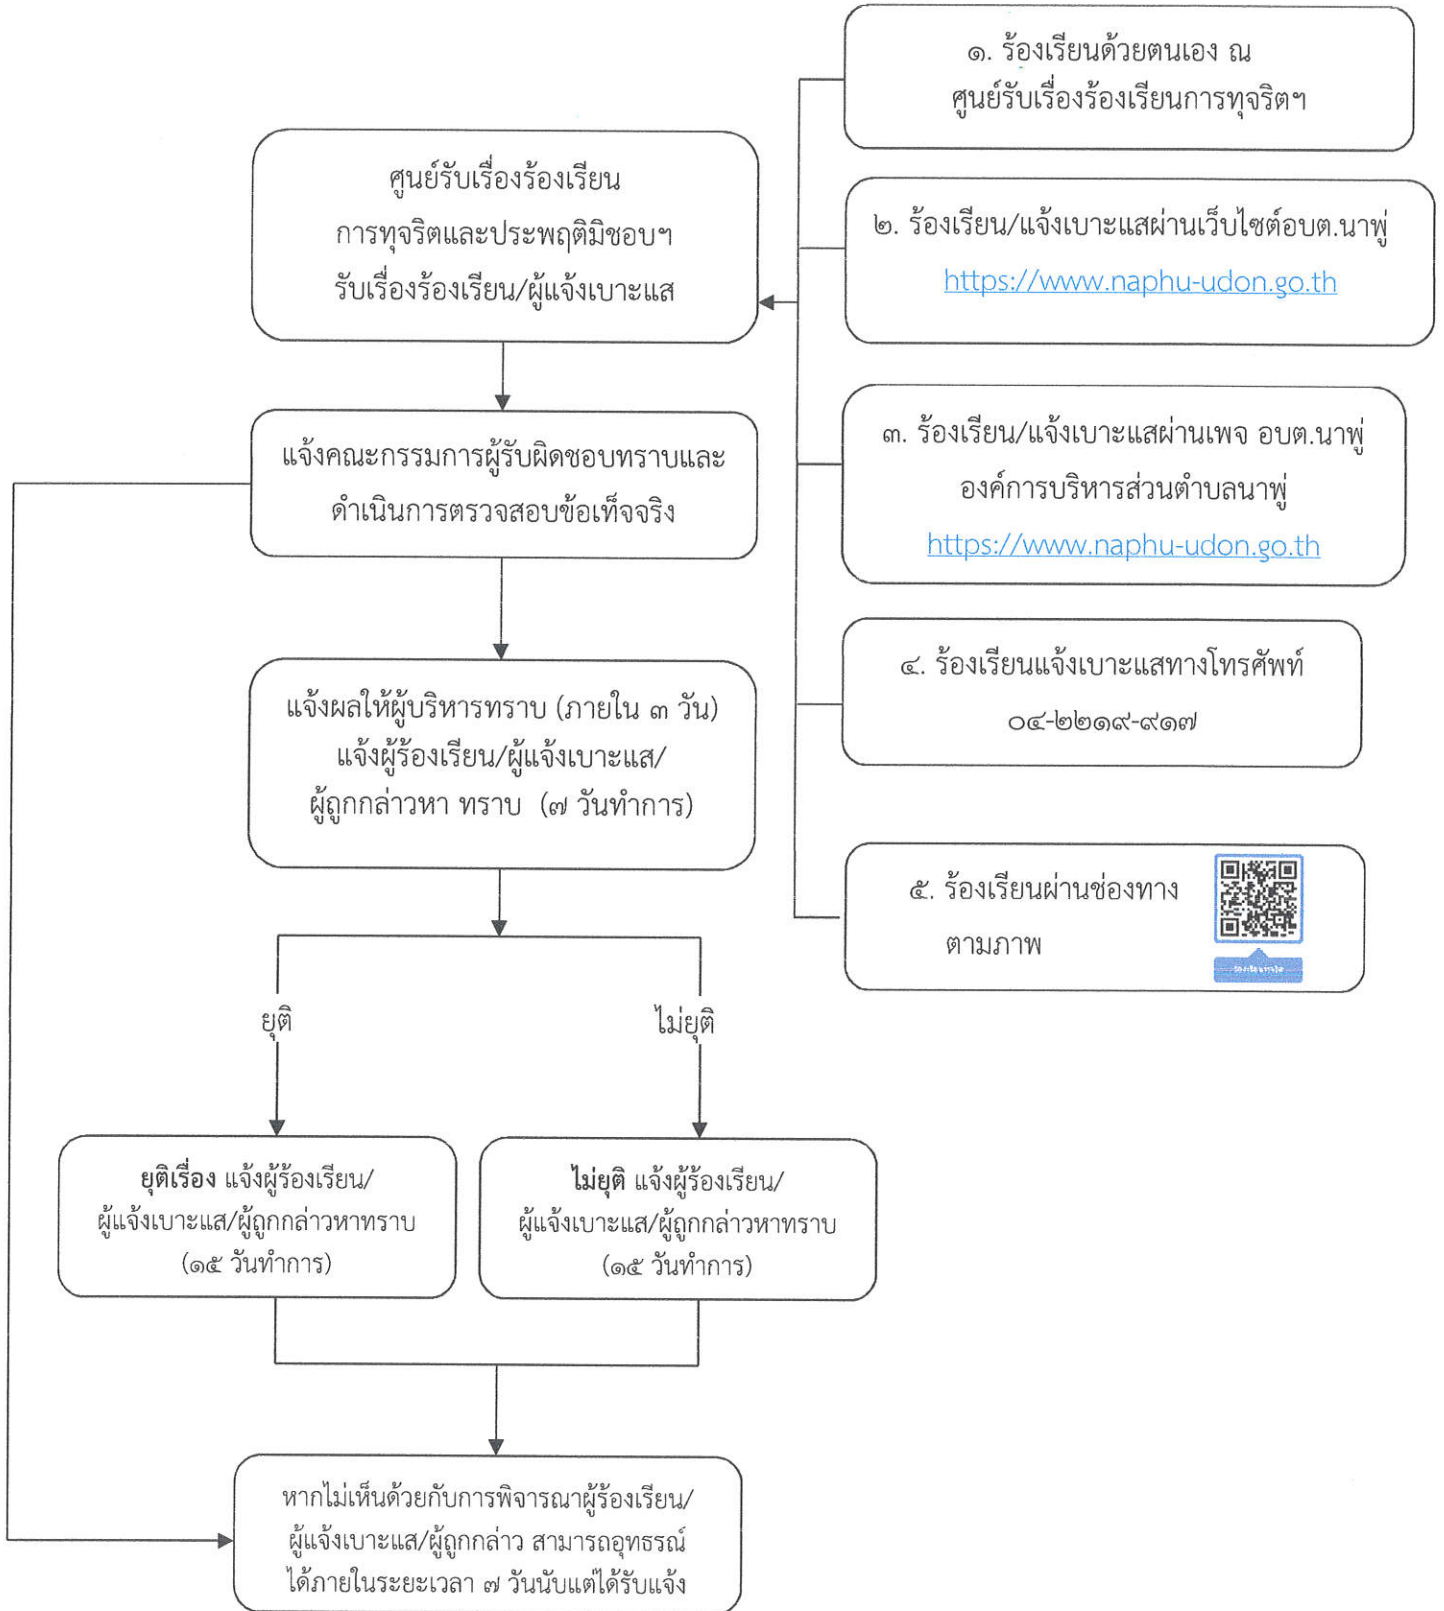 ๑. ร้องเรียนด้วยตนเอง ณ
ศูนย์รับเรื่องร้องเรียนการทุจริตฯ
ศูนย์รับเรื่องร้องเรียน
การทุจริตและประพฤติมิชอบฯ
รับเรื่องร้องเรียน/ผู้แจ้งเบาะแส
๒. ร้องเรียน/แจ้งเบาะแสผ่านเว็บไซต์อบต.นาพู่
https://www.naphu-udon.go.th
แจ้งคณะกรรมการผู้รับผิดชอบทราบและ
ดำเนินการตรวจสอบข้อเท็จจริง
๓. ร้องเรียน/แจ้งเบาะแสผ่านเพจ อบต.นาพู่
องค์การบริหารส่วนตำบลนาพู่
https://www.naphu-udon.go.th
แจ้งผลให้ผู้บริหารทราบ (ภายใน ๓ วัน)
แจ้งผู้ร้องเรียน/ผู้แจ้งเบาะแส/
ผู้ถูกกล่าวหา ทราบ (๗ วันทำการ)
๔. ร้องเรียนแจ้งเบาะแสทางโทรศัพท์
๐๔-๒๒๑๙-๙๑๗
๕. ร้องเรียนผ่านช่องทาง
ตามภาพ
ยุติ
ไม่ยุติ
ยุติเรื่อง แจ้งผู้ร้องเรียน/
ผู้แจ้งเบาะแส/ผู้ถูกกล่าวหาทราบ
(๑๕ วันทำการ)
ไม่ยุติ แจ้งผู้ร้องเรียน/
ผู้แจ้งเบาะแส/ผู้ถูกกล่าวหาทราบ
(๑๕ วันทำการ)
หากไม่เห็นด้วยกับการพิจารณาผู้ร้องเรียน/
ผู้แจ้งเบาะแส/ผู้ถูกกล่าว สามารถอุทธรณ์
ได้ภายในระยะเวลา ๗ วันนับแต่ได้รับแจ้ง